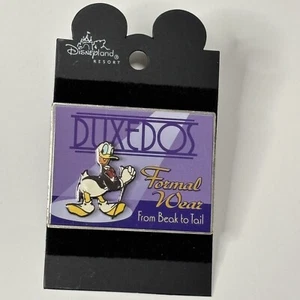 Disneyland®
RESORT
DUXEDOS
Formal
Wear
From Beak to Tail